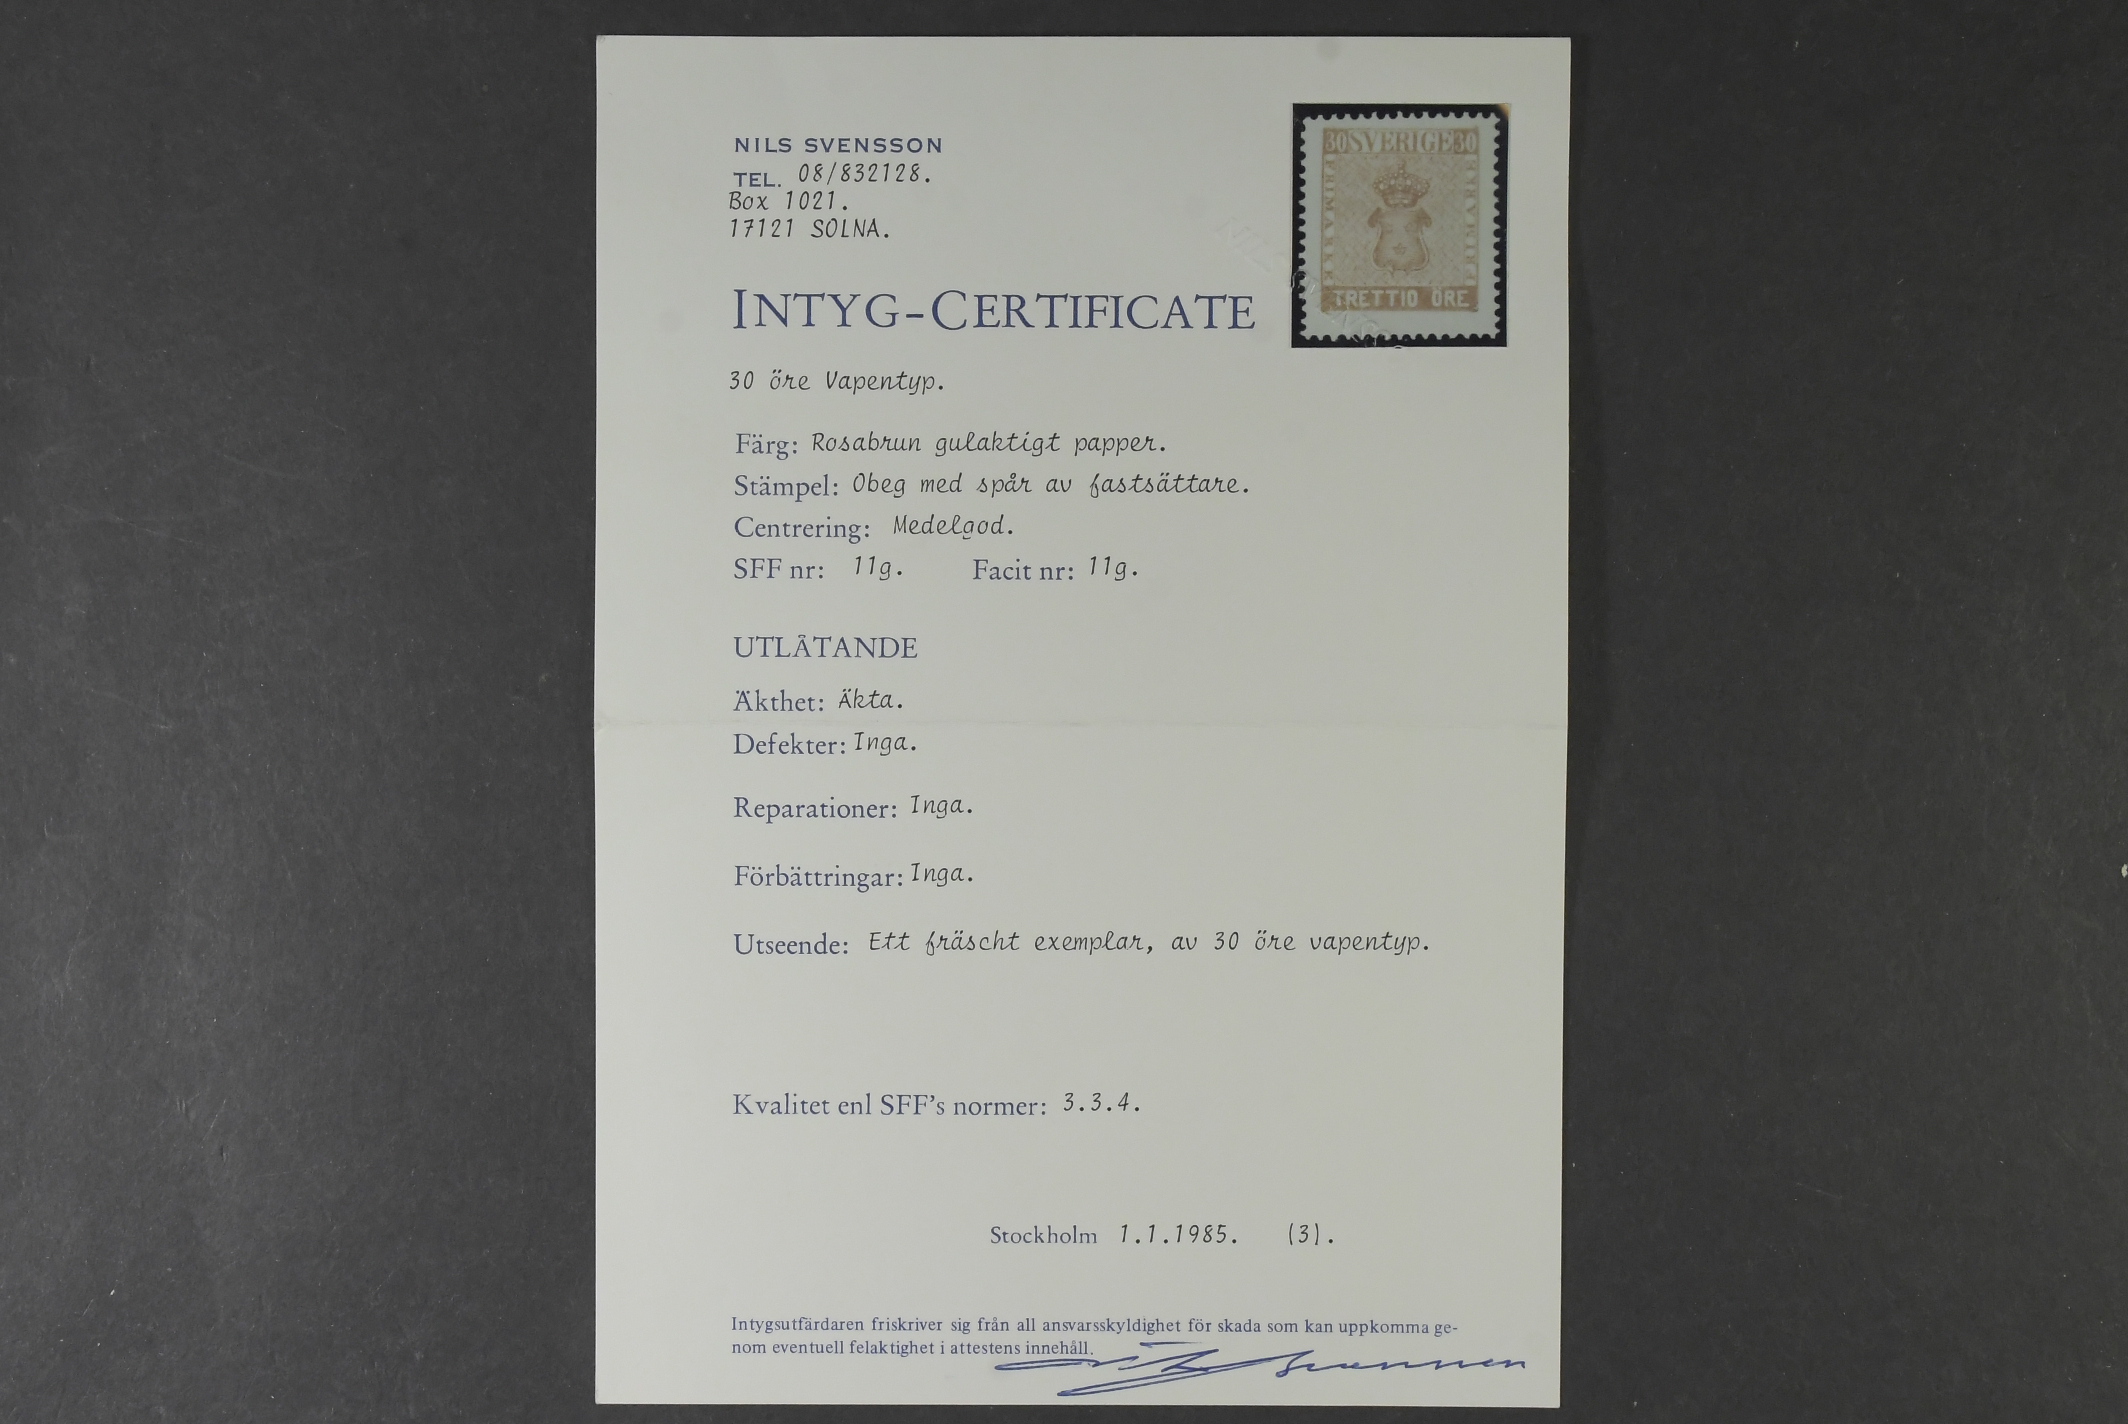 NILS SVENSSON
TEL. 08/832128.
Box 1021.
17121 SOLNA.
30 SVERIGE 30
FRIMÄRKE
FRIMÄRKE
TRETTIO ÖRE
INTYG-CERTIFICATE
30 öre Vapentyp.
Färg: Rosabrun gulaktigt papper.
Stämpel: Obeg med spår av fastsättare.
Centrering: Medelgod.
SFF nr: 11g. Facit nr: 11g.
UTLÅTANDE
Äkthet: Äkta.
Defekter: Inga.
Reparationer: Inga.
Förbättringar: Inga.
Utseende: Ett fräscht exemplar, av 30 öre vapentyp.
Kvalitet enl SFF's normer: 3.3.4.
Stockholm 1.1.1985. (3).
Intygsutfärdaren friskriver sig från all ansvarsskyldighet för skada som kan uppkomma ge-
nom eventuell felaktighet i attestens innehåll.